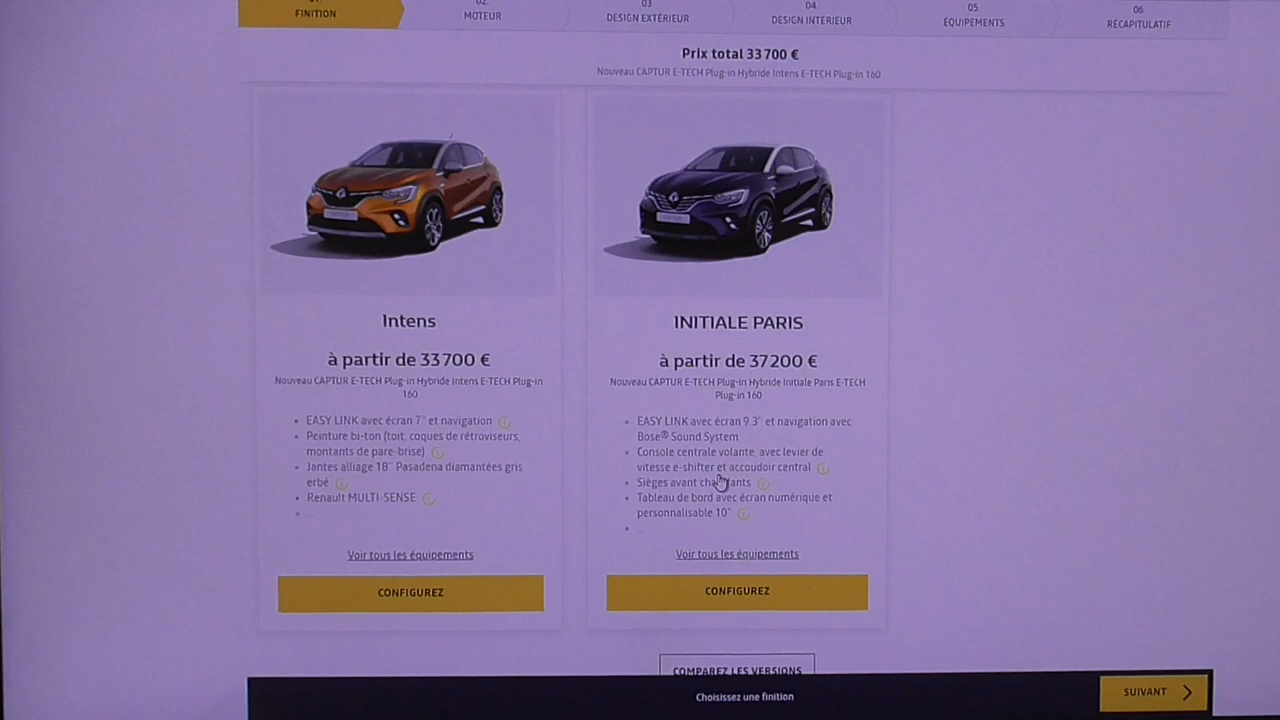 FINITION
02.
MOTEUR
03
DESIGN EXTÉRIEUR
04.
DESIGN INTÉRIEUR
05.
ÉQUIPEMENTS
06.
RÉCAPITULATIF
Prix total 33 700 €
Nouveau CAPTUR E-TECH Plug-in Hybride Intens E-TECH Plug-in 160
Intens
à partir de 33 700 €
Nouveau CAPTUR E-TECH Plug-in Hybride Intens E-TECH Plug-in
160
• EASY LINK avec écran 7" et navigation
• Peinture bi-ton (toit, coques de rétroviseurs,
montants de pare-brise)
• Jantes alliage 18" Pasadena diamantées gris
erbé
• Renault MULTI-SENSE
• ...
Voir tous les équipements
CONFIGUREZ
INITIALE PARIS
à partir de 37 200 €
Nouveau CAPTUR E-TECH Plug-in Hybride Initiale Paris E-TECH
Plug-in 160
• EASY LINK avec écran 9.3" et navigation avec
Bose® Sound System
• Console centrale volante, avec levier de
vitesse e-shifter et accoudoir central
• Sièges avant chauffants
• Tableau de bord avec écran numérique et
personnalisable 10"
• ...
Voir tous les équipements
CONFIGUREZ
COMPAREZ LES VERSIONS
Choisissez une finition
SUIVANT